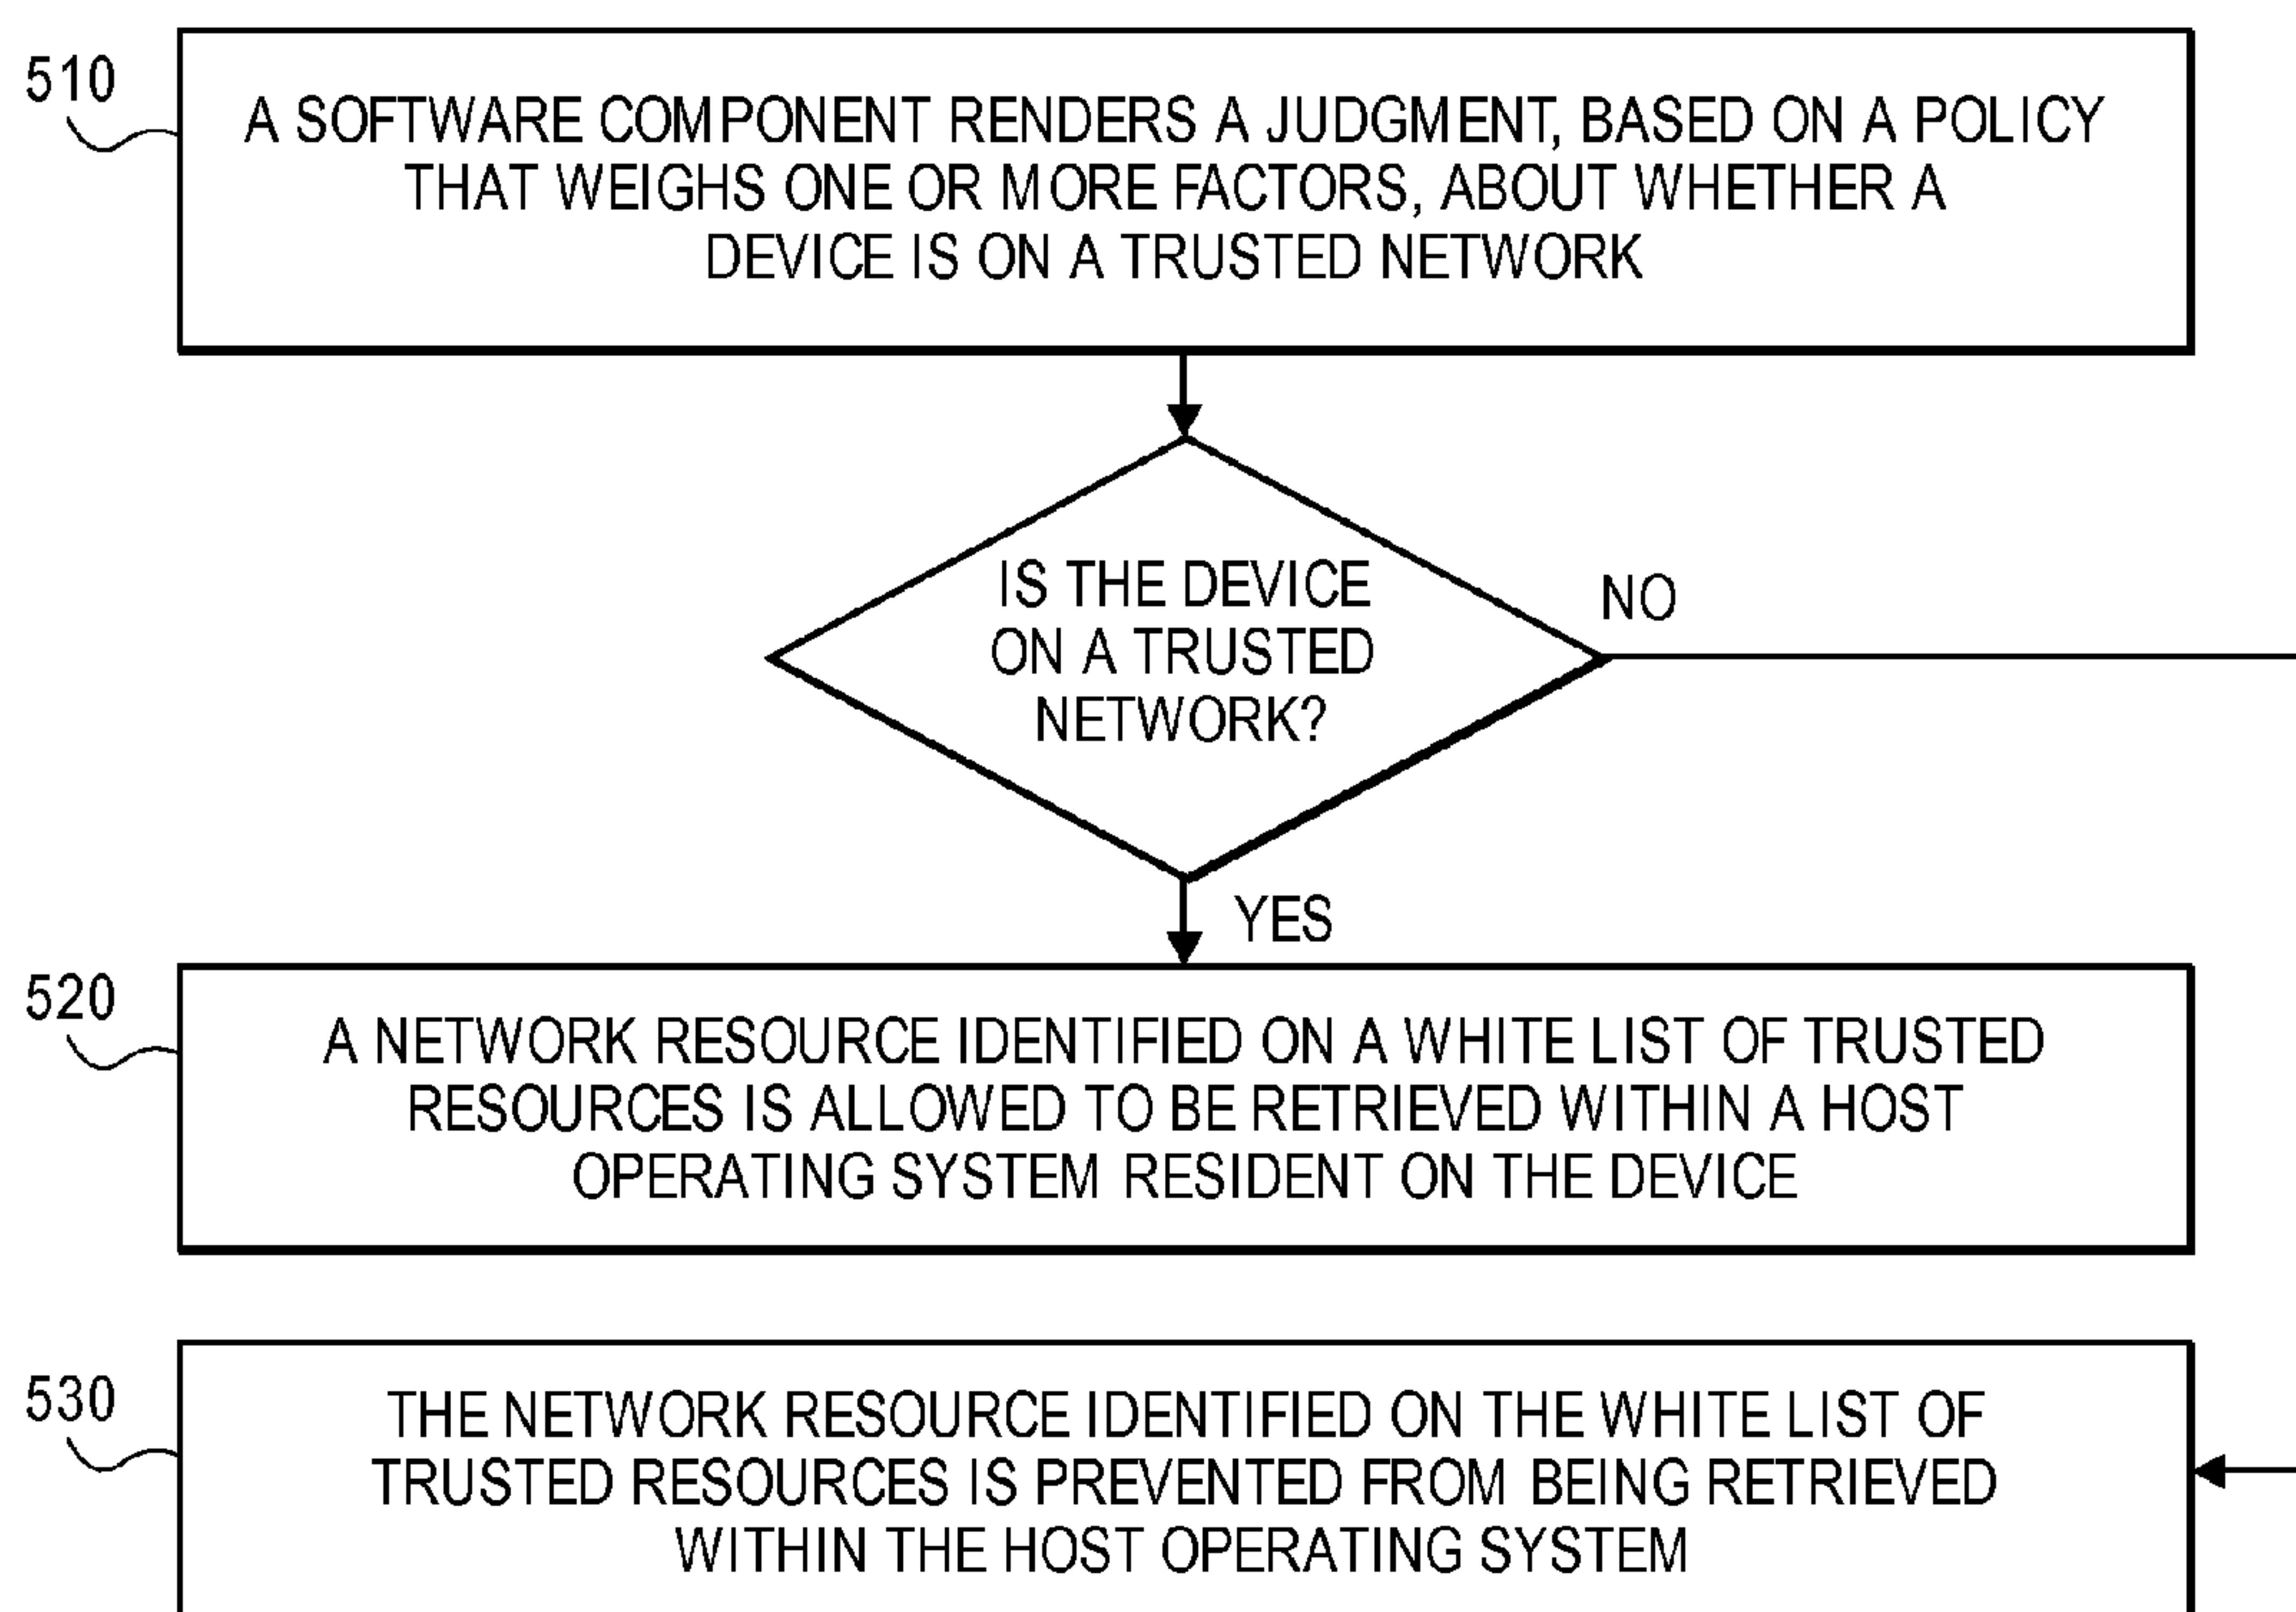 510
A SOFTWARE COMPONENT RENDERS A JUDGMENT, BASED ON A POLICY
THAT WEIGHS ONE OR MORE FACTORS, ABOUT WHETHER A
DEVICE IS ON A TRUSTED NETWORK
IS THE DEVICE
ON A TRUSTED
NETWORK?
NO
YES
520
A NETWORK RESOURCE IDENTIFIED ON A WHITE LIST OF TRUSTED
RESOURCES IS ALLOWED TO BE RETRIEVED WITHIN A HOST
OPERATING SYSTEM RESIDENT ON THE DEVICE
530
THE NETWORK RESOURCE IDENTIFIED ON THE WHITE LIST OF
TRUSTED RESOURCES IS PREVENTED FROM BEING RETRIEVED
WITHIN THE HOST OPERATING SYSTEM